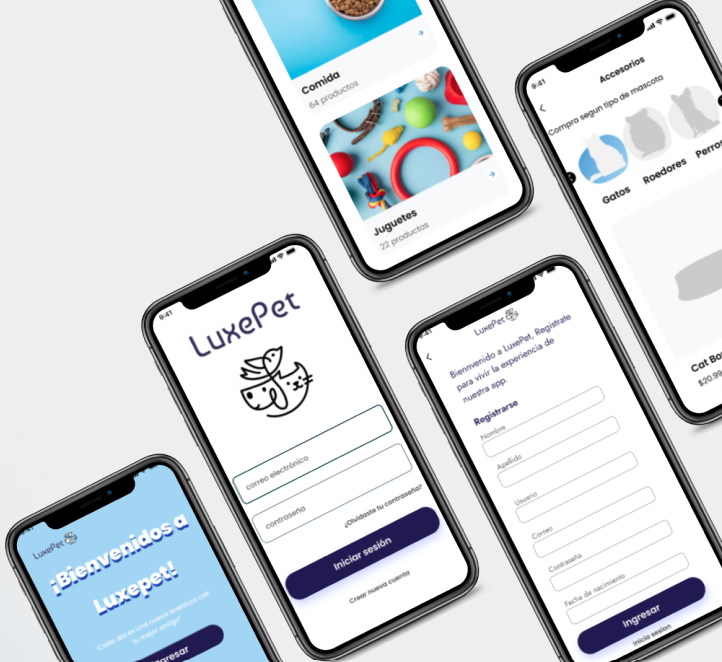 Comida
64 productos
Juguetes
22 productos
9:41
Accesorios
Compra segun tipo de mascota
Gatos
Roedores
Perros
Cat Bo
$20.99
9:41
LuxePet
correo electrónico
contraseña
¿Olvidaste tu contraseña?
Iniciar sesión
Crear nueva cuenta
LuxePet
Bienvenido a LuxePet, Registrate
para vivir la experiencia de
nuestra app.
Registrarse
Nombre
Apellido
Usuario
Correo
Contraseña
Fecha de nacimiento
Ingresar
Inicia sesion
LuxePet
¡Bienvenidos a
Luxepet!
"Cada día es una nueva aventura con
tu mejor amigo"